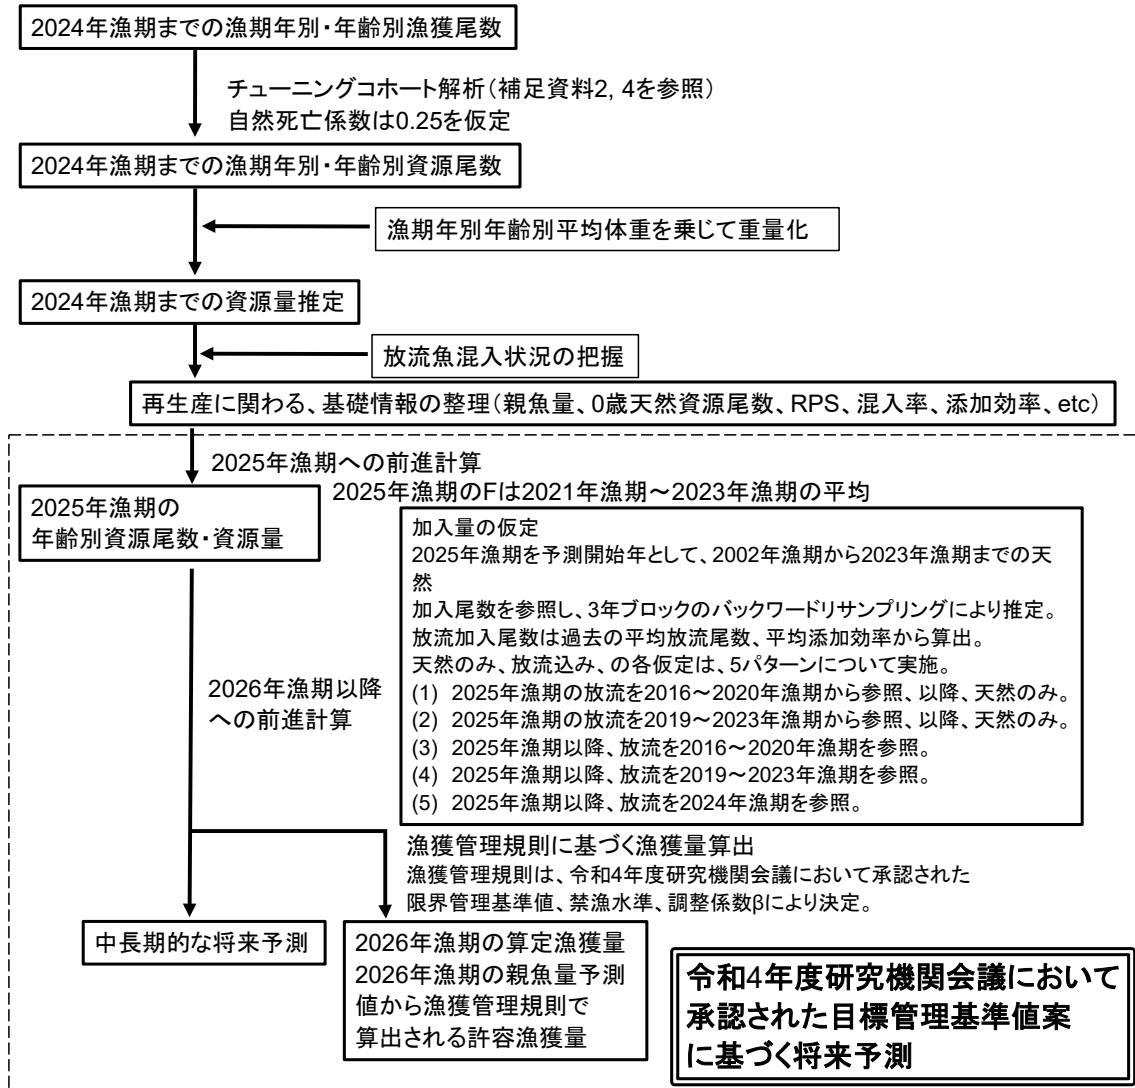 2024年漁期までの漁期年別・年齢別漁獲尾数
チューニングコホート解析(補足資料2, 4を参照)
自然死亡係数は0.25を仮定
2024年漁期までの漁期年別・年齢別資源尾数
漁期年別年齢別平均体重を乗じて重量化
2024年漁期までの資源量推定
放流魚混入状況の把握
再生産に関わる、基礎情報の整理(親魚量、0歳天然資源尾数、RPS、混入率、添加効率、etc)
2025年漁期への前進計算
2025年漁期のFは2021年漁期~2023年漁期の平均
2025年漁期の
年齢別資源尾数・資源量
加入量の仮定
2025年漁期を予測開始年として、2002年漁期から2023年漁期までの天
然
加入尾数を参照し、3年ブロックのバックワードリサンプリングにより推定。
放流加入尾数は過去の平均放流尾数、平均添加効率から算出。
天然のみ、放流込み、の各仮定は、5パターンについて実施。
(1) 2025年漁期の放流を2016~2020年漁期から参照、以降、天然のみ。
(2) 2025年漁期の放流を2019~2023年漁期から参照、以降、天然のみ。
(3) 2025年漁期以降、放流を2016~2020年漁期を参照。
(4) 2025年漁期以降、放流を2019~2023年漁期を参照。
(5) 2025年漁期以降、放流を2024年漁期を参照。
2026年漁期以降
への前進計算
漁獲管理規則に基づく漁獲量算出
漁獲管理規則は、令和4年度研究機関会議において承認された
限界管理基準値、禁漁水準、調整係数βにより決定。
中長期的な将来予測
2026年漁期の算定漁獲量
2026年漁期の親魚量予測
値から漁獲管理規則で
算出される許容漁獲量
令和4年度研究機関会議において
承認された目標管理基準値案
に基づく将来予測